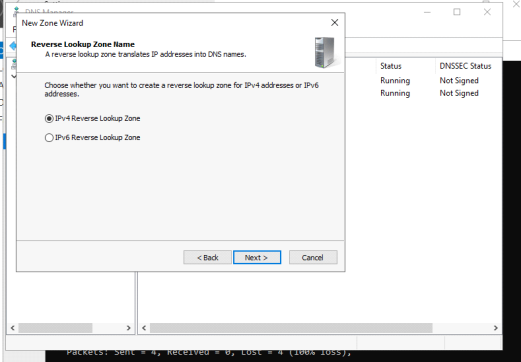 DNS Manager
New Zone Wizard
Reverse Lookup Zone Name
A reverse lookup zone translates IP addresses into DNS names.
Status DNSSEC Status
Running Not Signed
Running Not Signed
Choose whether you want to create a reverse lookup zone for IPv4 addresses or IPv6
addresses.
IPv4 Reverse Lookup Zone
IPv6 Reverse Lookup Zone
< Back Next > Cancel
Packets: Sent = 4, Received = 0, Lost = 4 (100% loss),